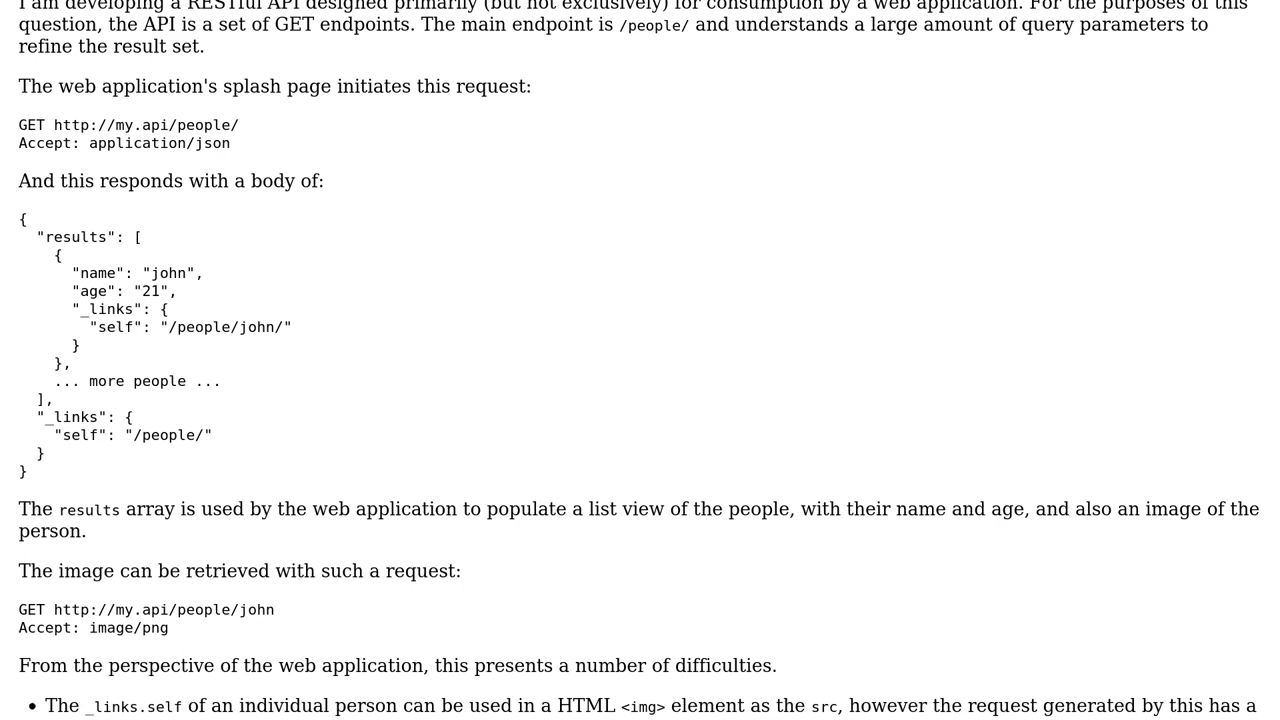 I am developing a RESTful API designed primarily (but not exclusively) for consumption by a web application. For the purposes of this
question, the API is a set of GET endpoints. The main endpoint is /people/ and understands a large amount of query parameters to
refine the result set.
The web application's splash page initiates this request:
GET http://my.api/people/
Accept: application/json
And this responds with a body of:
{
  "results": [
    {
      "name": "john",
      "age": "21",
      "_links": {
        "self": "/people/john/"
      }
    },
    ... more people ...
  ],
  "_links": {
    "self": "/people/"
  }
}
The results array is used by the web application to populate a list view of the people, with their name and age, and also an image of the
person.
The image can be retrieved with such a request:
GET http://my.api/people/john
Accept: image/png
From the perspective of the web application, this presents a number of difficulties.
• The _links.self of an individual person can be used in a HTML <img> element as the src, however the request generated by this has a